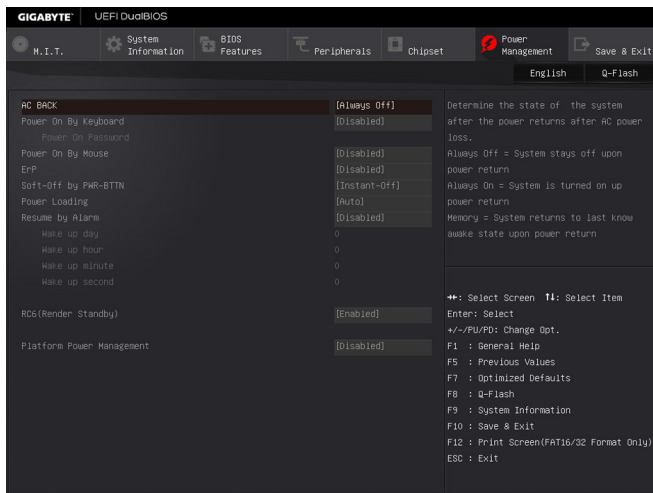 GIGABYTE™ UEFI DualBIOS
M.I.T.
System Information
BIOS Features
Peripherals
Chipset
Power Management
Save & Exit
English Q-Flash
AC BACK [Always Off]
Power On By Keyboard [Disabled]
Power On Password
Power On By Mouse [Disabled]
ErP [Disabled]
Soft-Off by PWR-BTTN [Instant-Off]
Power Loading [Auto]
Resume by Alarm [Disabled]
Wake up day 0
Wake up hour 0
Wake up minute 0
Wake up second 0
RC6(Render Standby) [Enabled]
Platform Power Management [Disabled]
Determine the state of the system
after the power returns after AC power
loss.
Always Off = System stays off upon
power return
Always On = System is turned on up
power return
Memory = System returns to last know
awake state upon power return
→←: Select Screen ↑↓: Select Item
Enter: Select
+/-/PU/PD: Change Opt.
F1 : General Help
F5 : Previous Values
F7 : Optimized Defaults
F8 : Q-Flash
F9 : System Information
F10 : Save & Exit
F12 : Print Screen(FAT16/32 Format Only)
ESC : Exit